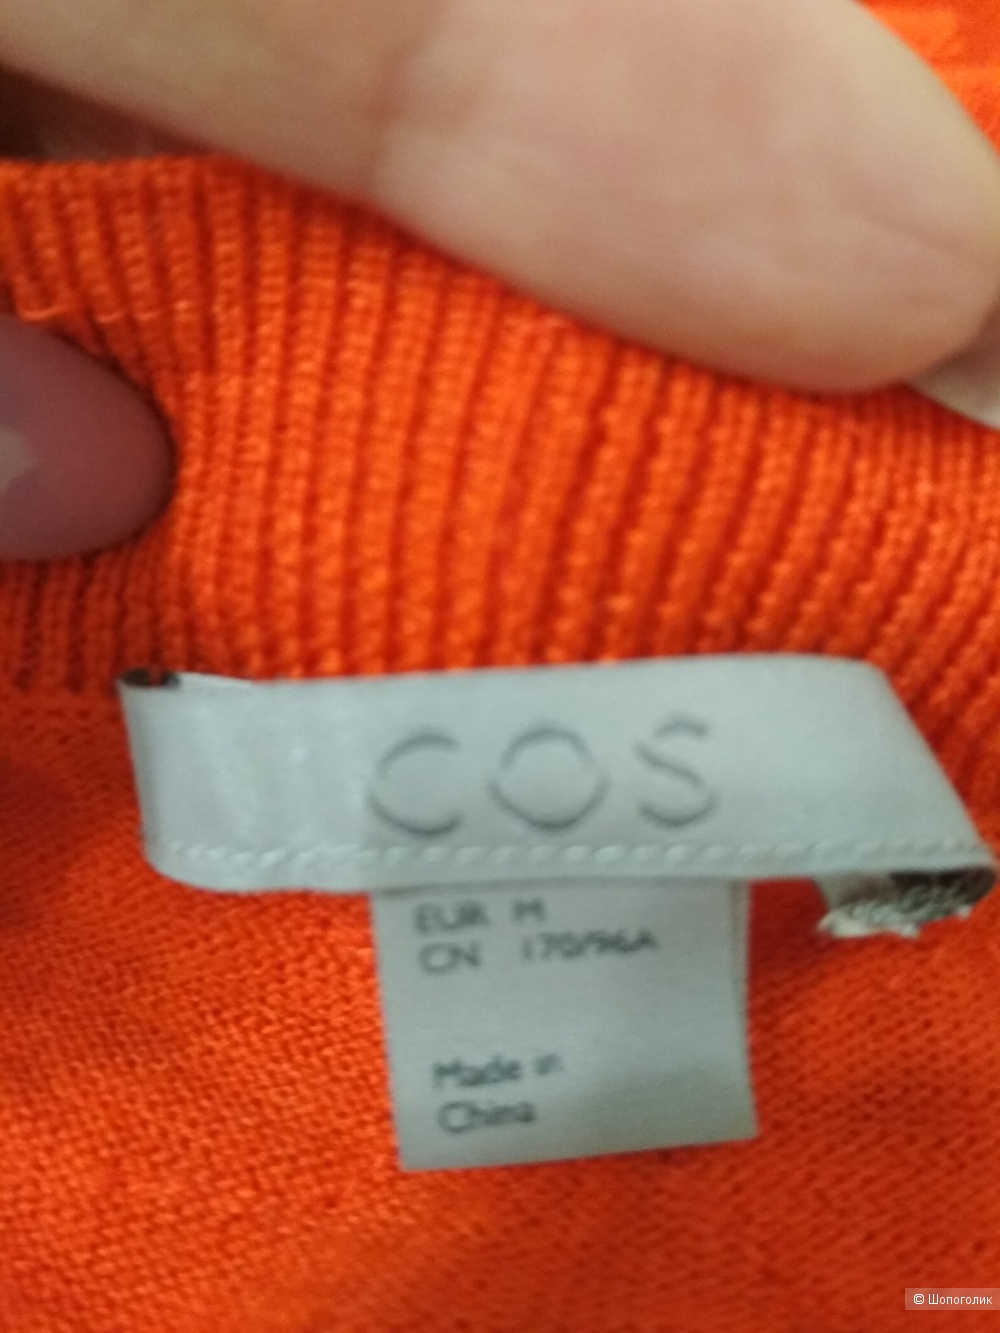 COS
EUR M
CN 170/96A
Made in
China
© Шопоголик